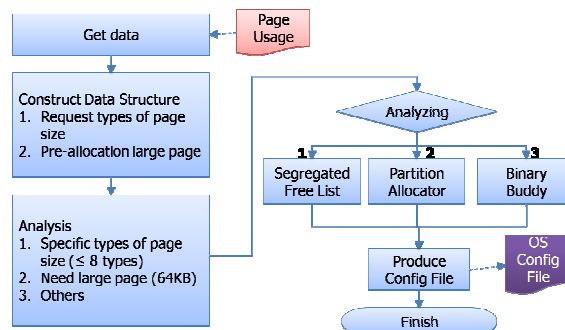 Get data
Page
Usage
Construct Data Structure
1. Request types of page
size
2. Pre-allocation large page
Analysis
1. Specific types of page
size (≤ 8 types)
2. Need large page (64KB)
3. Others
Analyzing
1
2
3
Segregated
Free List
Partition
Allocator
Binary
Buddy
Produce
Config File
OS
Config
File
Finish